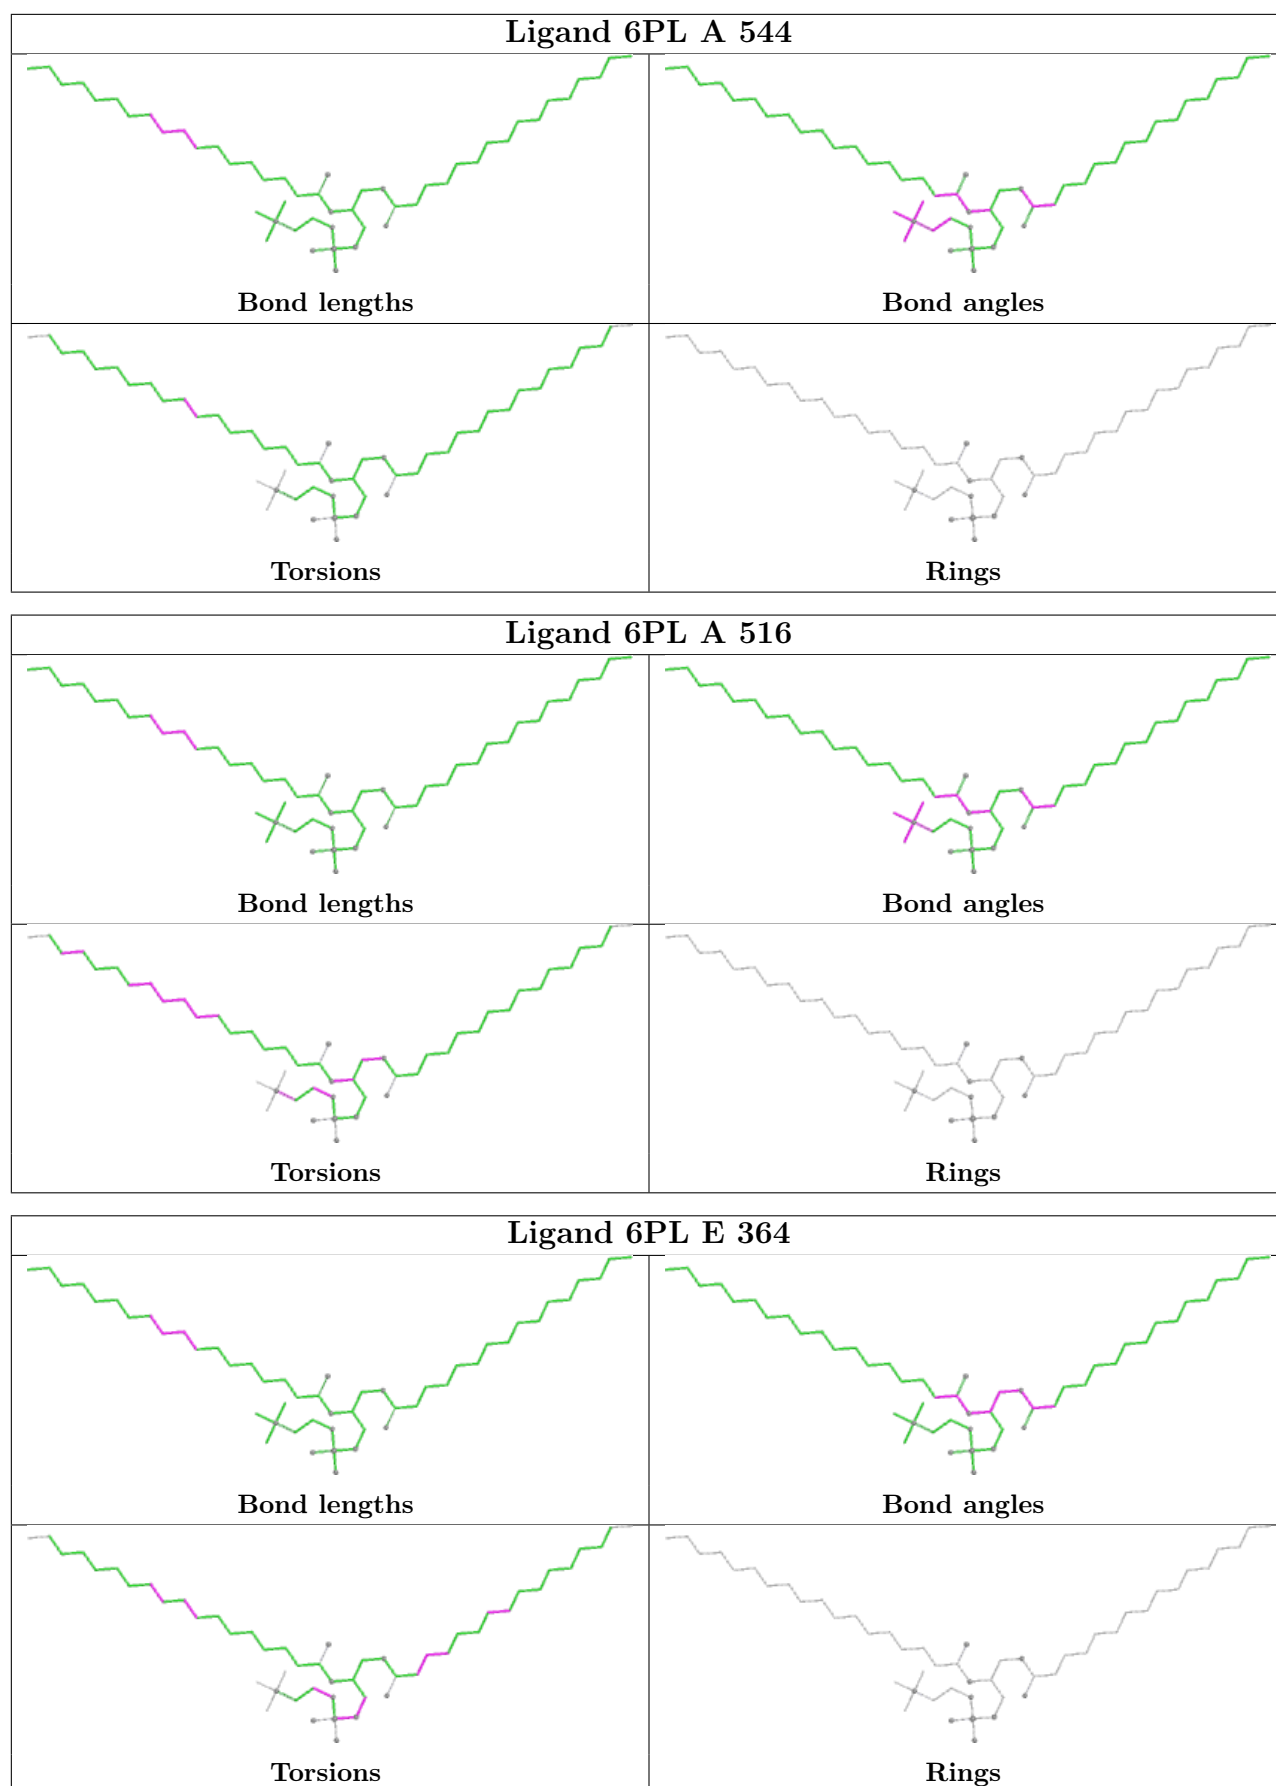 Ligand 6PL A 544
Bond lengths
Bond angles
Torsions
Rings
Ligand 6PL A 516
Bond lengths
Bond angles
Torsions
Rings
Ligand 6PL E 364
Bond lengths
Bond angles
Torsions
Rings